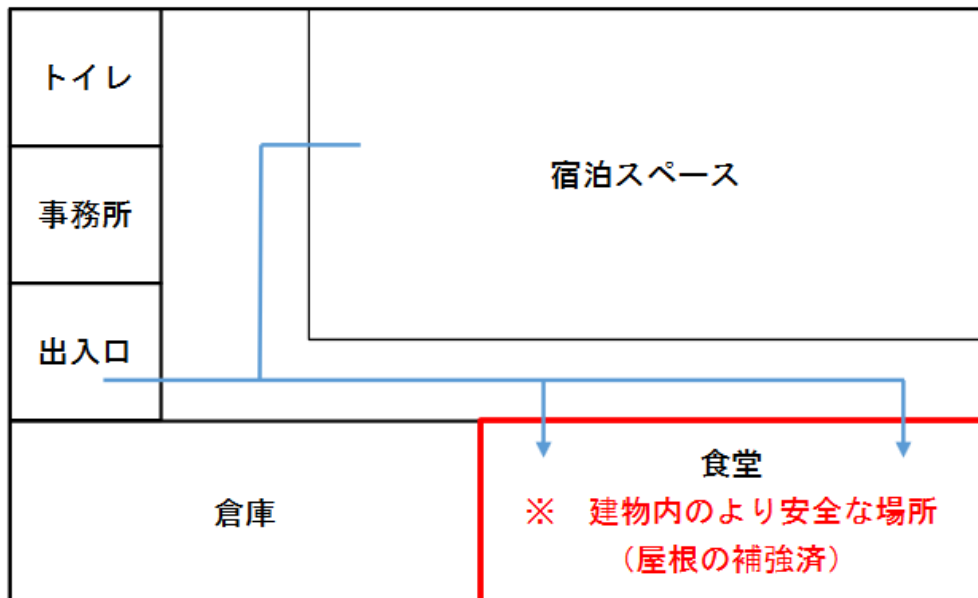 トイレ
宿泊スペース
事務所
出入口
倉庫
食堂
※　建物内のより安全な場所
（屋根の補強済）